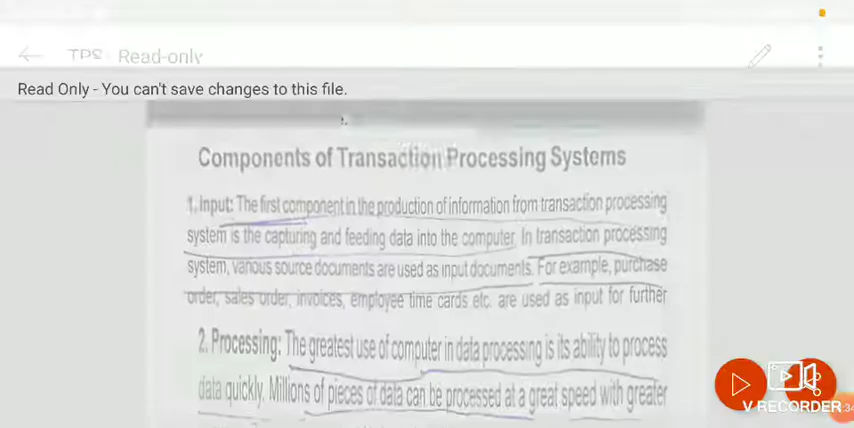 TPS Read-only
Read Only - You can't save changes to this file.
Components of Transaction Processing Systems
1. Input: The first component in the production of information from transaction processing
system is the capturing and feeding data into the computer. In transaction processing
system, various source documents are used as input documents. For example, purchase
order, sales order, invoices, employee time cards etc. are used as input for further
2. Processing: The greatest use of computer in data processing is its ability to process
data quickly. Millions of pieces of data can be processed at a great speed with greater
V RECORDER